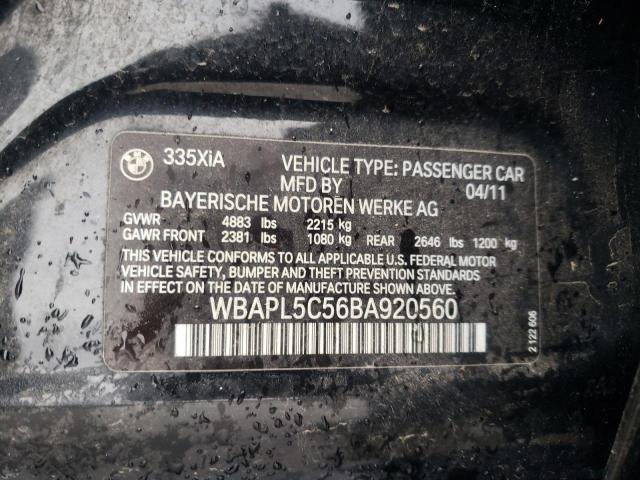 BMW
335XiA VEHICLE TYPE: PASSENGER CAR
MFD BY 04/11
BAYERISCHE MOTOREN WERKE AG
GVWR 4883 lbs 2215 kg
GAWR FRONT 2381 lbs 1080 kg REAR 2646 lbs 1200 kg
THIS VEHICLE CONFORMS TO ALL APPLICABLE U.S. FEDERAL MOTOR
VEHICLE SAFETY, BUMPER AND THEFT PREVENTION STANDARDS
IN EFFECT ON THE DATE OF MANUFACTURE SHOWN ABOVE.
WBAPL5C56BA920560
2 122 606